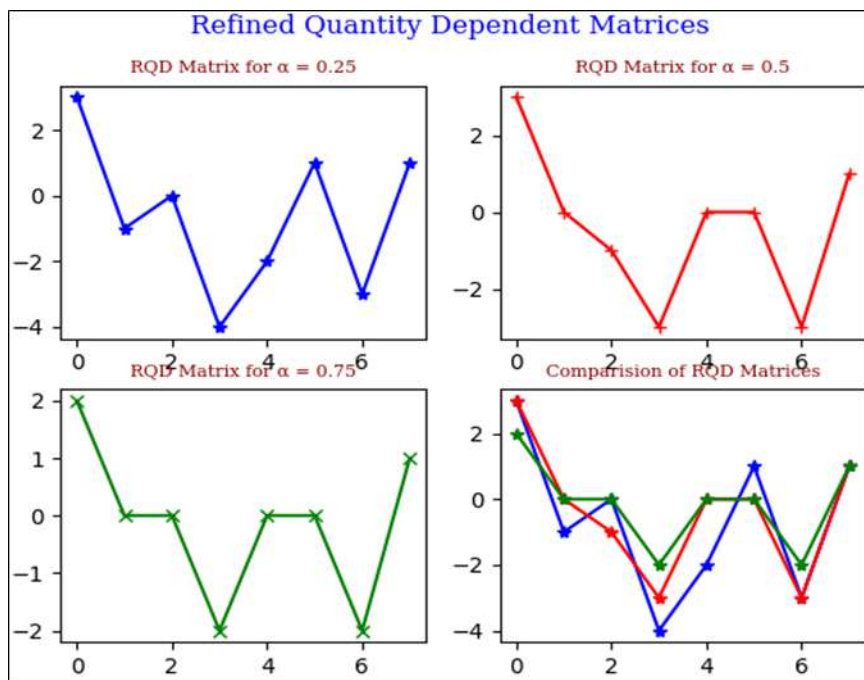 Refined Quantity Dependent Matrices
RQD Matrix for α = 0.25
2
0
−2
−4
0 2 4 6
RQD Matrix for α = 0.5
2
0
−2
0 2 4 6
RQD Matrix for α = 0.75
2
1
0
−1
−2
0 2 4 6
Comparision of RQD Matrices
2
0
−2
−4
0 2 4 6